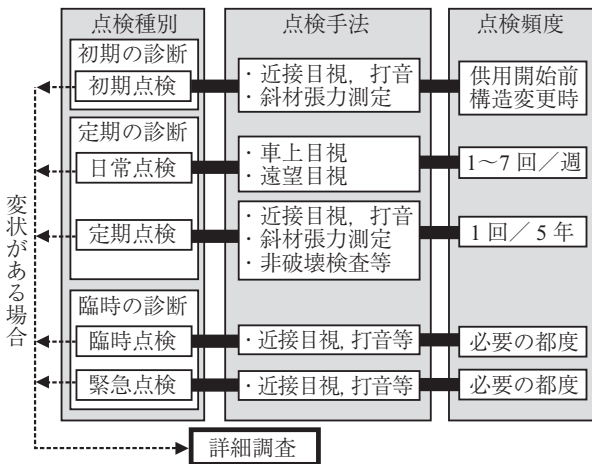 点検種別
点検手法
点検頻度
初期の診断
初期点検
・近接目視，打音
・斜材張力測定
供用開始前
構造変更時
定期の診断
日常点検
・車上目視
・遠望目視
1～7 回／週
定期点検
・近接目視，打音
・斜材張力測定
・非破壊検査等
1 回／ 5 年
臨時の診断
臨時点検
・近接目視, 打音等
必要の都度
緊急点検
・近接目視, 打音等
必要の都度
変状がある場合
詳細調査